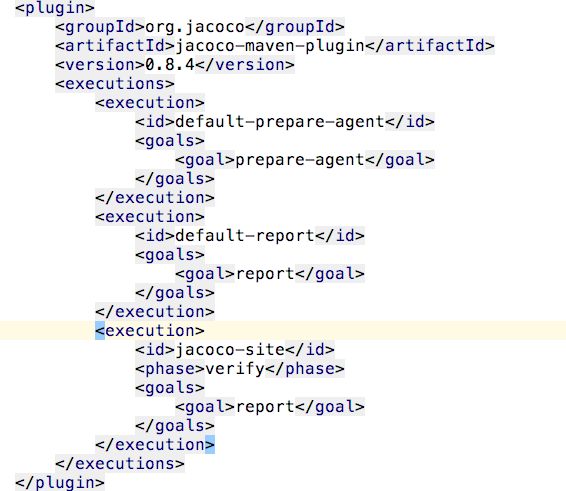 <plugin>
    <groupId>org.jacoco</groupId>
    <artifactId>jacoco-maven-plugin</artifactId>
    <version>0.8.4</version>
    <executions>
        <execution>
            <id>default-prepare-agent</id>
            <goals>
                <goal>prepare-agent</goal>
            </goals>
        </execution>
        <execution>
            <id>default-report</id>
            <goals>
                <goal>report</goal>
            </goals>
        </execution>
        <execution>
            <id>jacoco-site</id>
            <phase>verify</phase>
            <goals>
                <goal>report</goal>
            </goals>
        </execution>
    </executions>
</plugin>